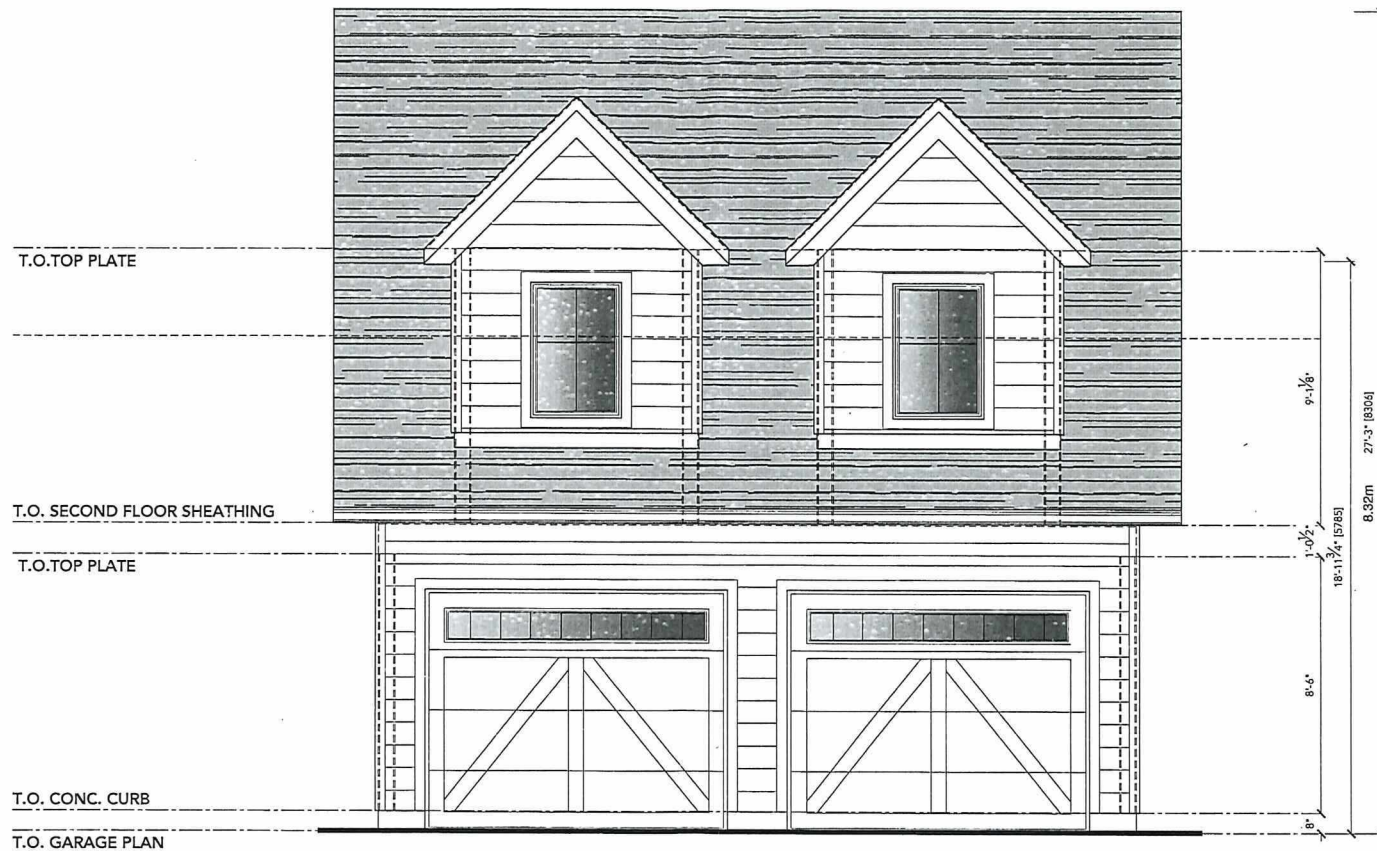 T.O.TOP PLATE
T.O. SECOND FLOOR SHEATHING
T.O.TOP PLATE
T.O. CONC. CURB
T.O. GARAGE PLAN
9'-1⅛"
1'-0½"
8'-6"
8"
18'-11¾" [5785]
27'-3" [8306]
8.32m